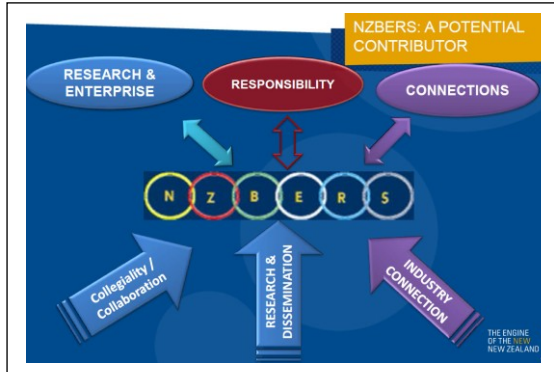 NZBERS: A POTENTIAL
CONTRIBUTOR
RESEARCH &
ENTERPRISE
RESPONSIBILITY
CONNECTIONS
N Z B E R S
Collegiality /
Collaboration
RESEARCH &
DISSEMINATION
INDUSTRY
CONNECTION
THE ENGINE
OF THE NEW
NEW ZEALAND